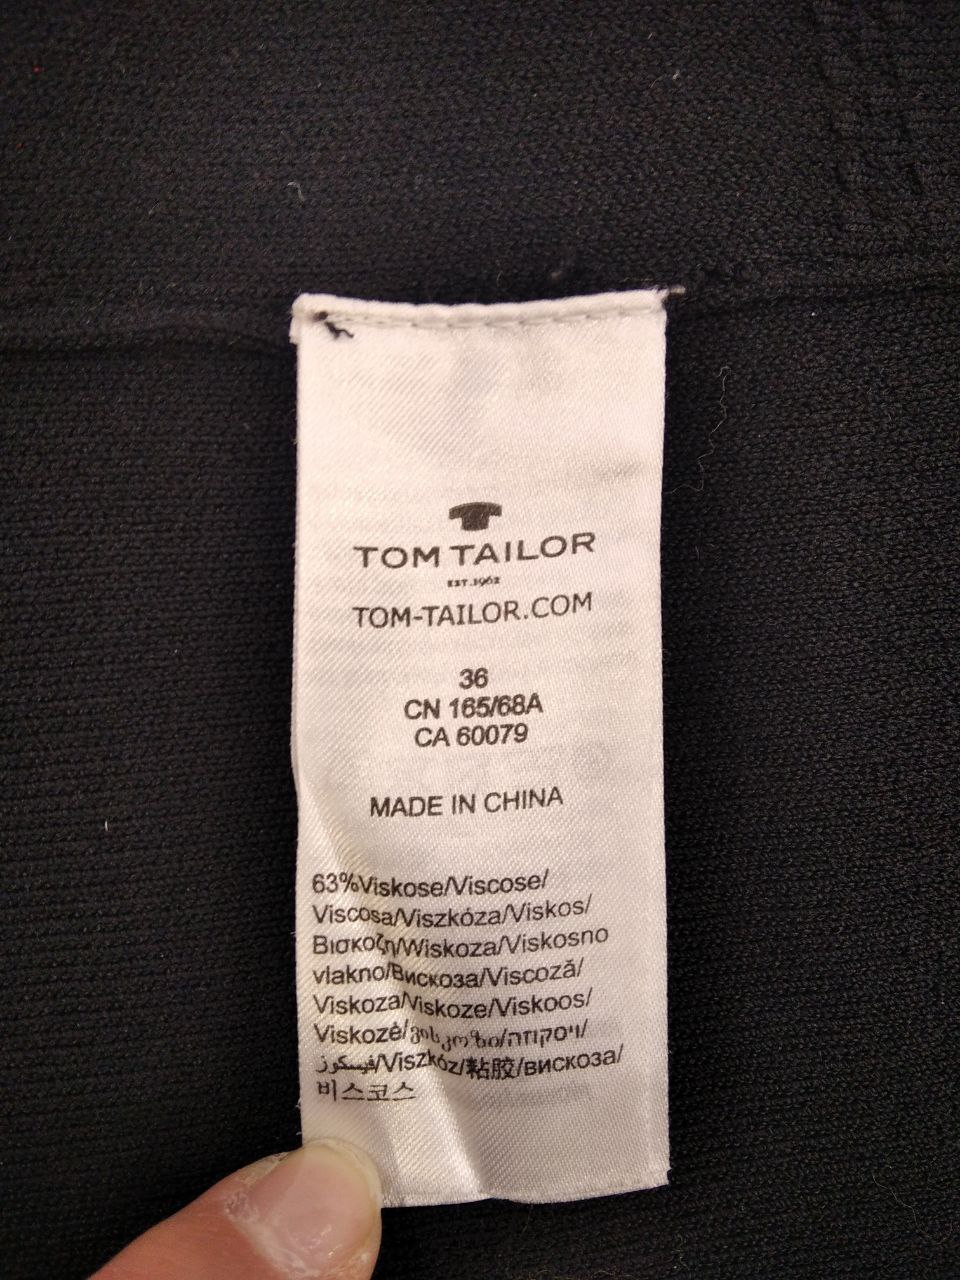 TOM TAILOR
EST.1962
TOM-TAILOR.COM
36
CN 165/68A
CA 60079
MADE IN CHINA
63%Viskose/Viscose/
Viscosa/Viszkóza/Viskos/
Βισκοζη/Wiskoza/Viskosno
vlakno/Вискоза/Viscoză/
Viskoza/Viskoze/Viskoos/
Viskozė/ვისკოზი/ויסקוזה/
فيسكوز/Viszkóz/粘胶/вискоза/
비스코스